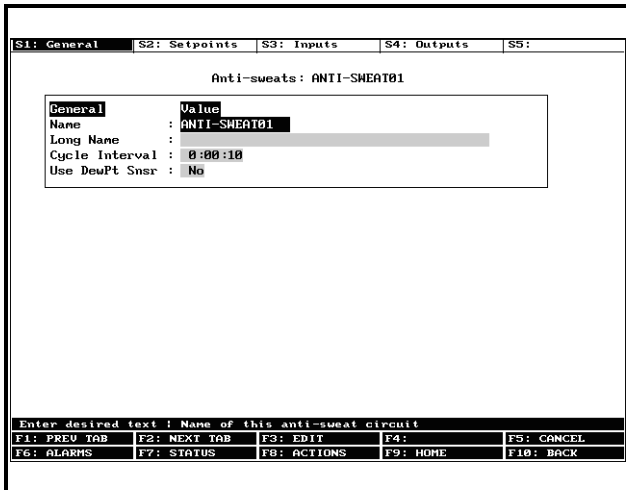 S1: General S2: Setpoints S3: Inputs S4: Outputs S5:
Anti-sweats: ANTI-SWEAT01
General Value
Name : ANTI-SWEAT01
Long Name :
Cycle Interval : 0:00:10
Use DewPt Snsr : No
Enter desired text ¦ Name of this anti-sweat circuit
F1: PREV TAB F2: NEXT TAB F3: EDIT F4: F5: CANCEL
F6: ALARMS F7: STATUS F8: ACTIONS F9: HOME F10: BACK